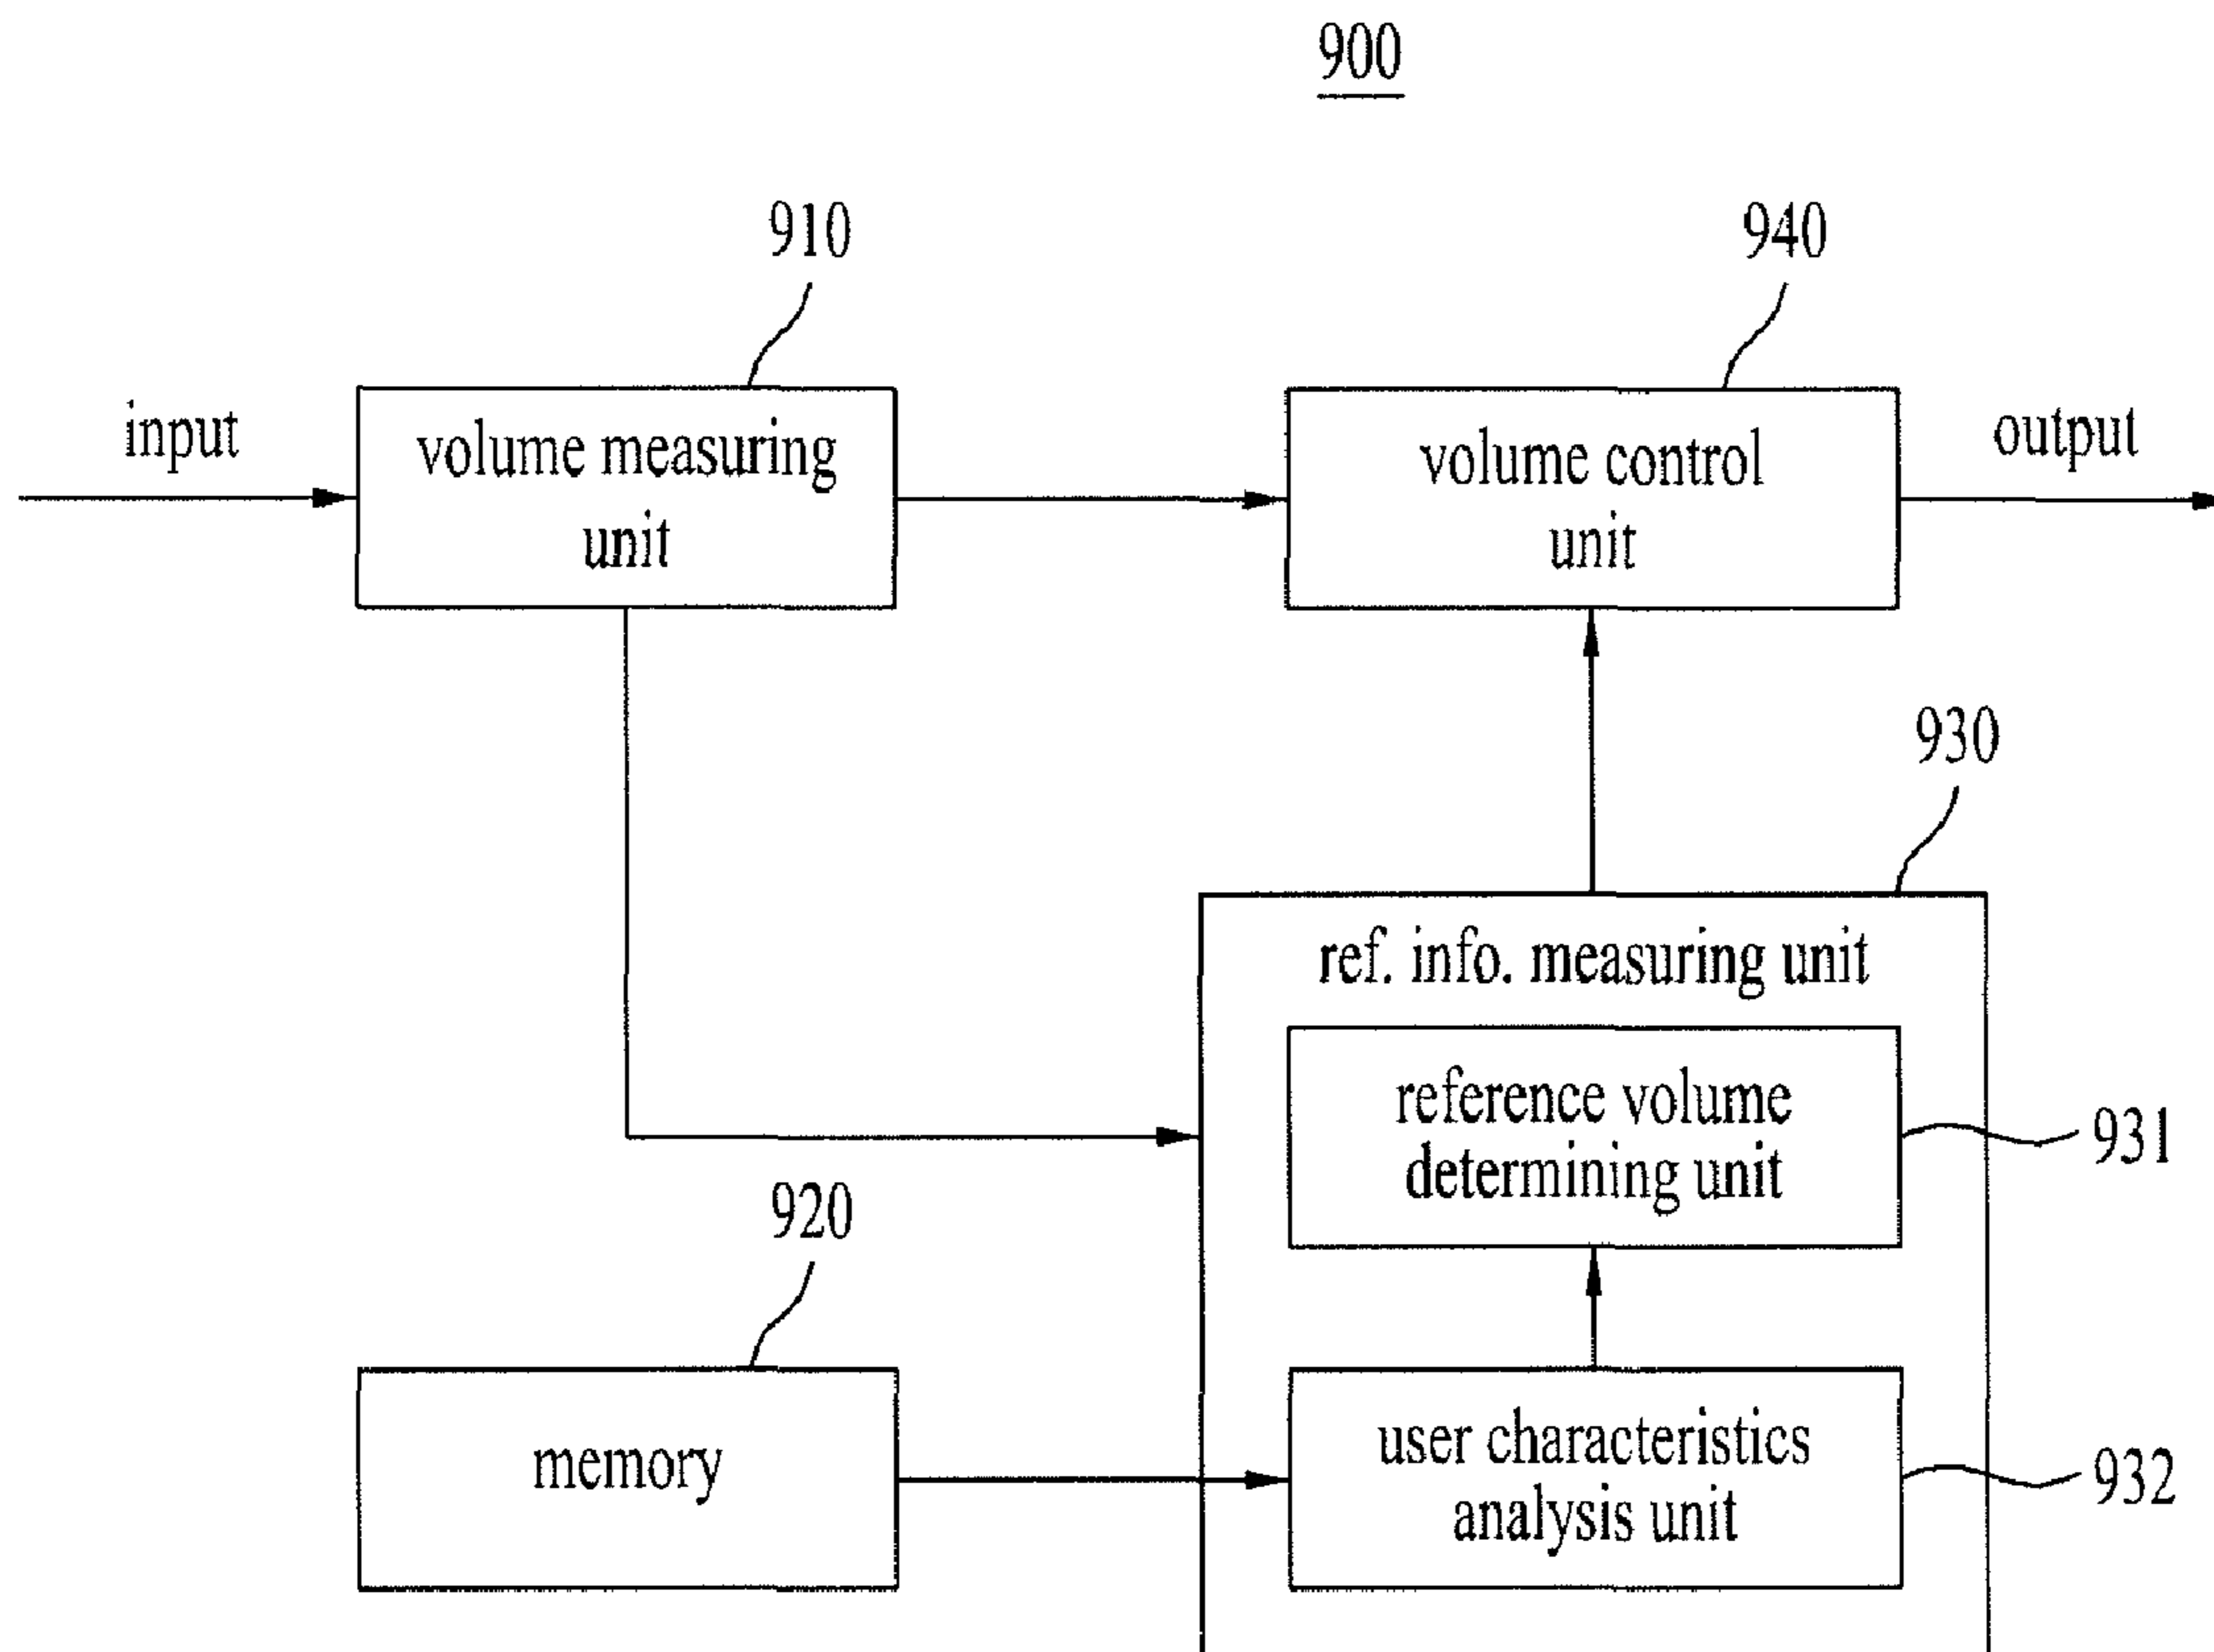 900
910
940
input
volume measuring
unit
volume control
unit
output
930
ref. info. measuring unit
reference volume
determining unit
931
920
memory
user characteristics
analysis unit
932